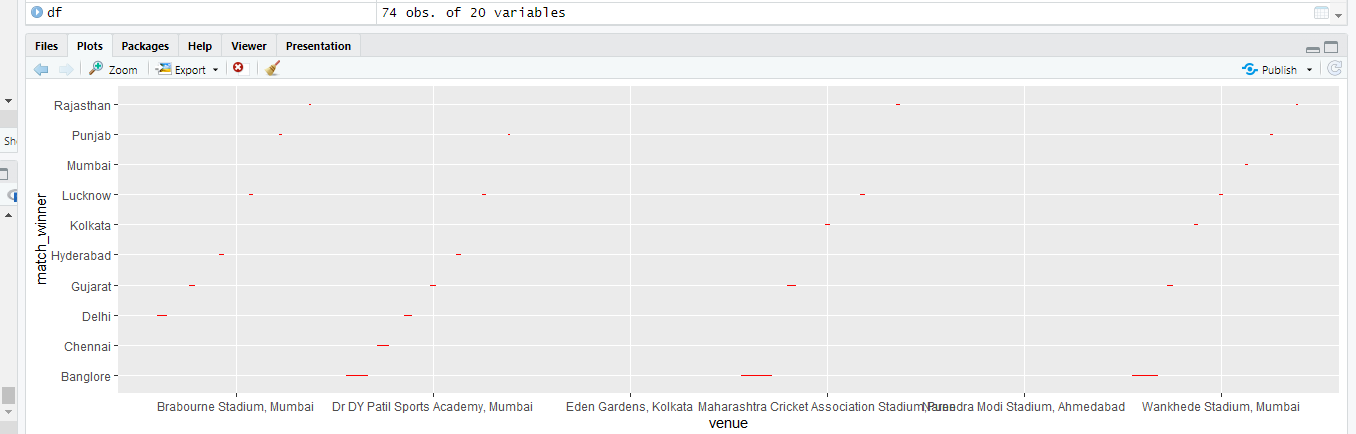 df 74 obs. of 20 variables
Files Plots Packages Help Viewer Presentation
Zoom Export Publish
Rajasthan
Punjab
Mumbai
Lucknow
Kolkata
Hyderabad
Gujarat
Delhi
Chennai
Banglore
match_winner
Brabourne Stadium, Mumbai Dr DY Patil Sports Academy, Mumbai Eden Gardens, Kolkata Maharashtra Cricket Association Stadium, Narendra Modi Stadium, Ahmedabad Wankhede Stadium, Mumbai
venue